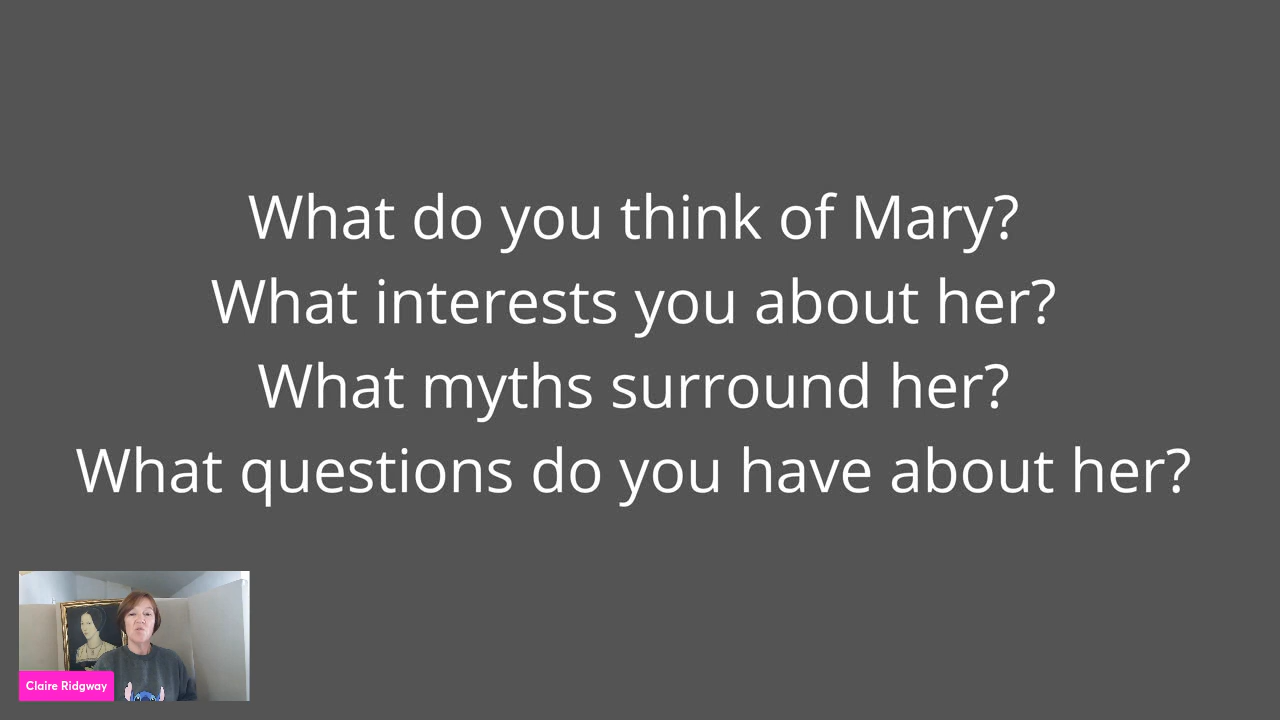 What do you think of Mary?
What interests you about her?
What myths surround her?
What questions do you have about her?
Claire Ridgway